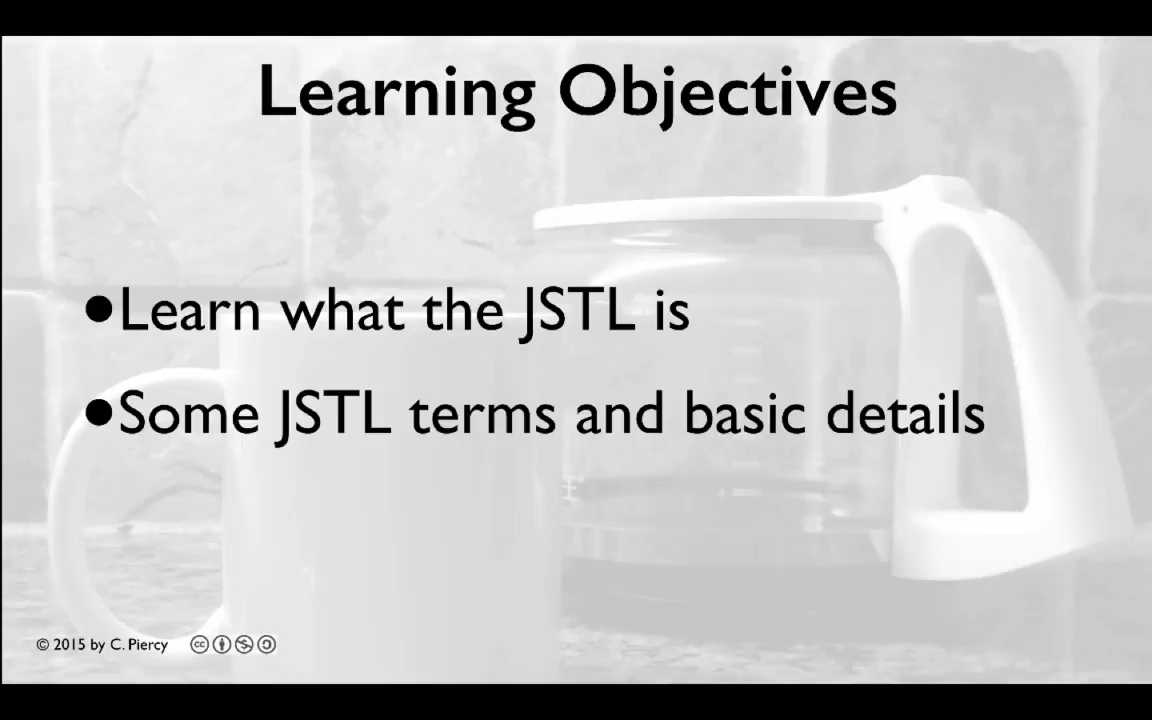 Learning Objectives
•Learn what the JSTL is
•Some JSTL terms and basic details
© 2015 by C. Piercy